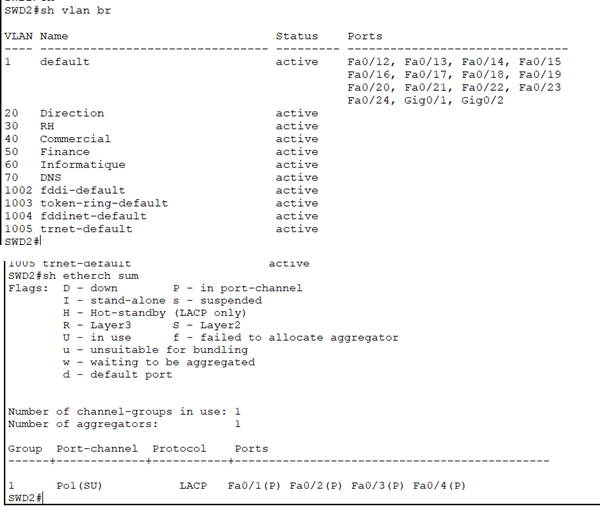 SWD2#sh vlan br
VLAN Name                             Status    Ports
---- -------------------------------- --------- -------------------------------
1    default                          active    Fa0/12, Fa0/13, Fa0/14, Fa0/15
                                                Fa0/16, Fa0/17, Fa0/18, Fa0/19
                                                Fa0/20, Fa0/21, Fa0/22, Fa0/23
                                                Fa0/24, Gig0/1, Gig0/2
20   Direction                        active
30   RH                               active
40   Commercial                       active
50   Finance                          active
60   Informatique                     active
70   DNS                              active
1002 fddi-default                     active
1003 token-ring-default               active
1004 fddinet-default                  active
1005 trnet-default                    active
SWD2#
1005 trnet-default                    active
SWD2#sh etherch sum
Flags:  D - down        P - in port-channel
        I - stand-alone s - suspended
        H - Hot-standby (LACP only)
        R - Layer3      S - Layer2
        U - in use      f - failed to allocate aggregator
        u - unsuitable for bundling
        w - waiting to be aggregated
        d - default port
Number of channel-groups in use: 1
Number of aggregators:           1
Group  Port-channel  Protocol    Ports
------+-------------+-----------+----------------------------------------------
1      Po1(SU)           LACP   Fa0/1(P) Fa0/2(P) Fa0/3(P) Fa0/4(P)
SWD2#